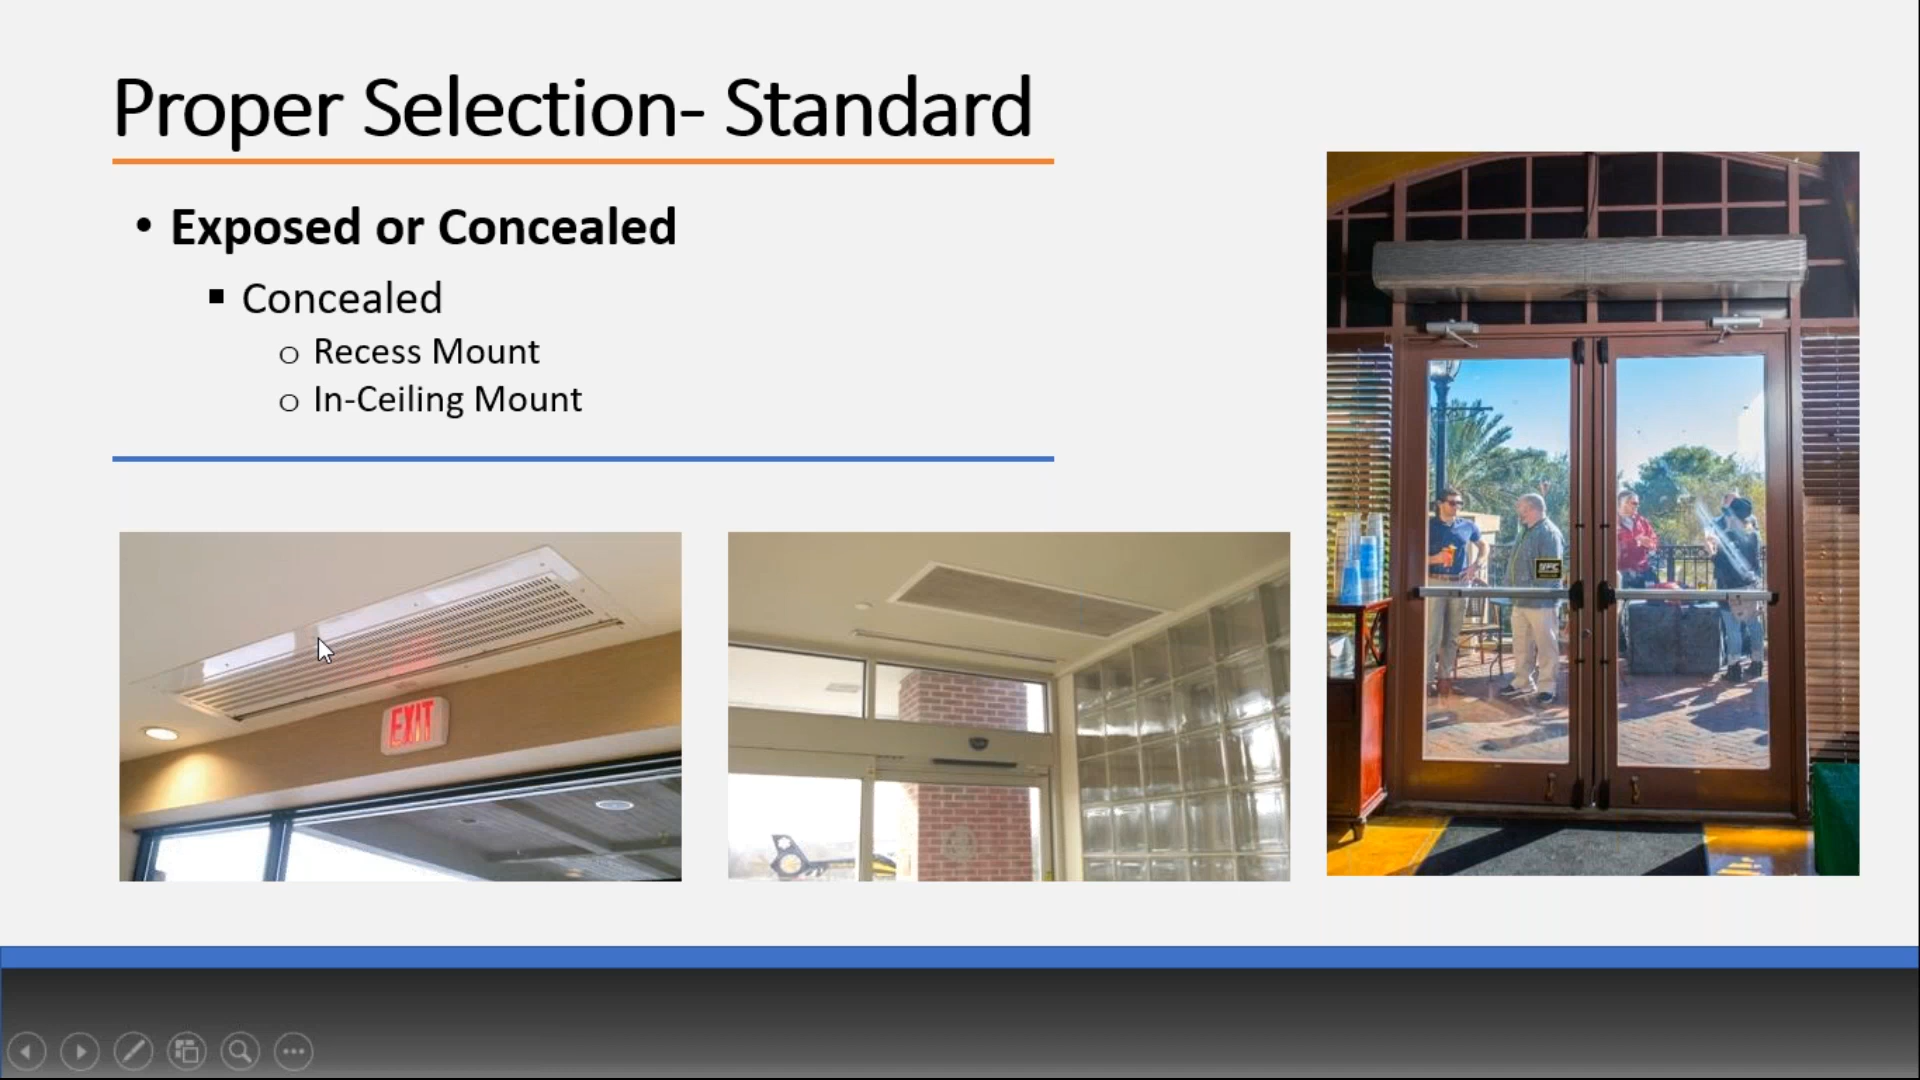 Proper Selection- Standard
• Exposed or Concealed
▪ Concealed
o Recess Mount
o In-Ceiling Mount
EXIT